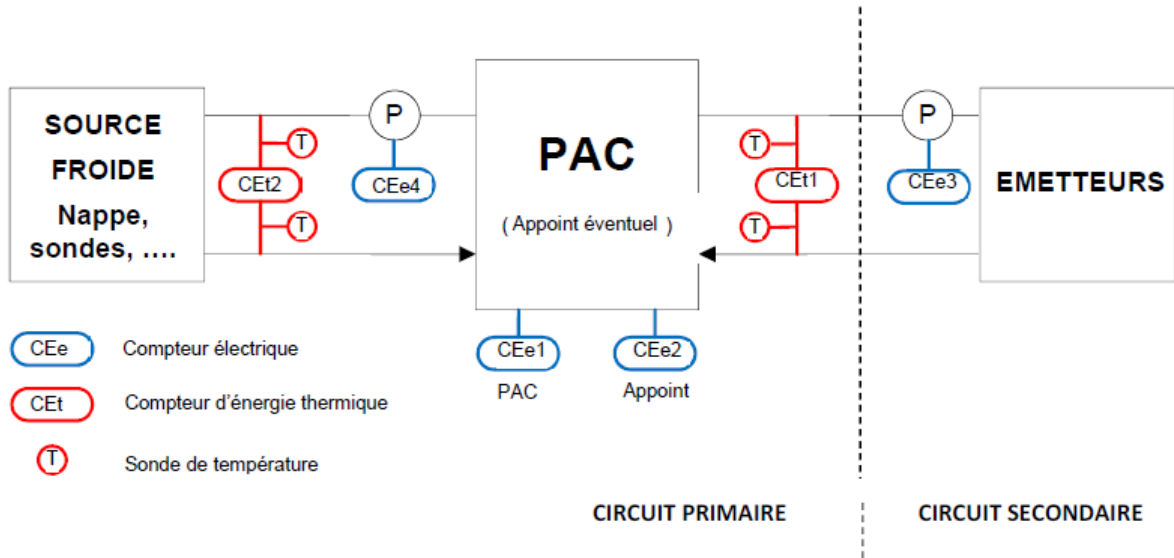 SOURCE
FROIDE
Nappe,
sondes, ....
T
CEt2
T
P
CEe4
PAC
( Appoint éventuel )
T
CEt1
T
P
CEe3
EMETTEURS
CEe1
PAC
CEe2
Appoint
CEe
Compteur électrique
CEt
Compteur d'énergie thermique
T
Sonde de température
CIRCUIT PRIMAIRE
CIRCUIT SECONDAIRE